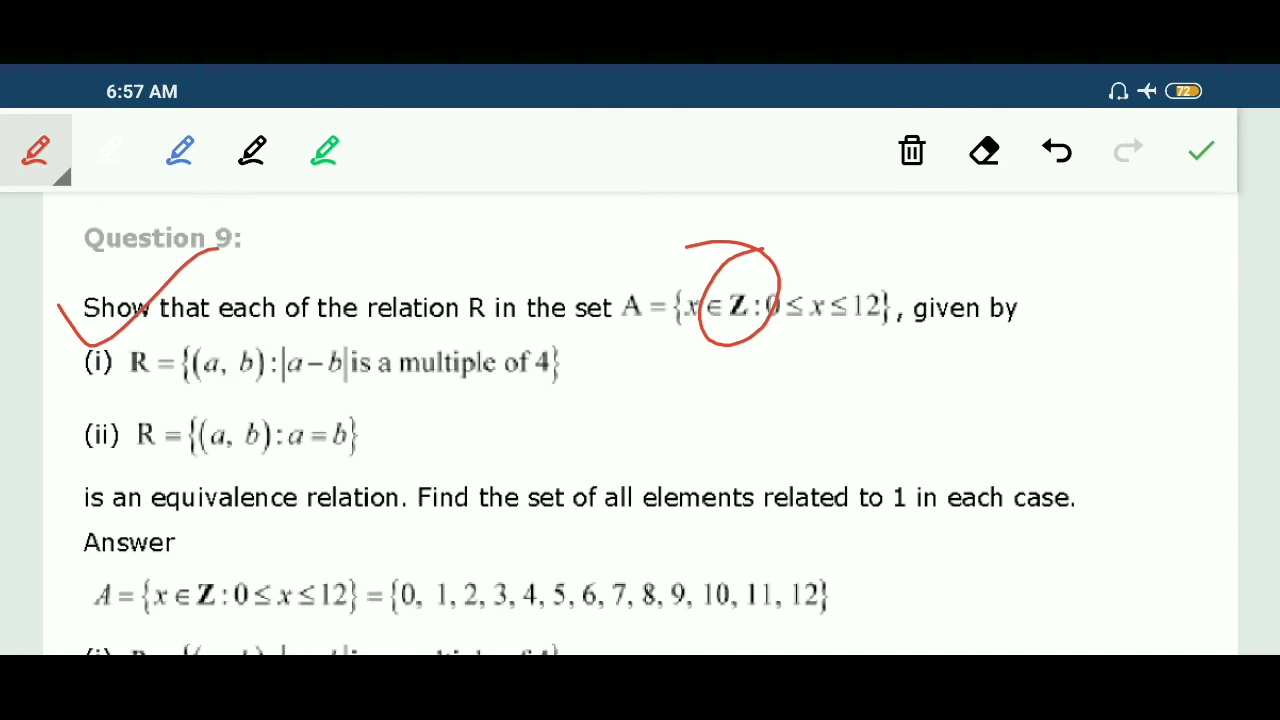 6:57 AM
72
Question 9:
Show that each of the relation R in the set A = {x ∈ Z : 0 ≤ x ≤ 12}, given by
(i) R = {(a, b) : |a − b| is a multiple of 4}
(ii) R = {(a, b) : a = b}
is an equivalence relation. Find the set of all elements related to 1 in each case.
Answer
A = {x ∈ Z : 0 ≤ x ≤ 12} = {0, 1, 2, 3, 4, 5, 6, 7, 8, 9, 10, 11, 12}